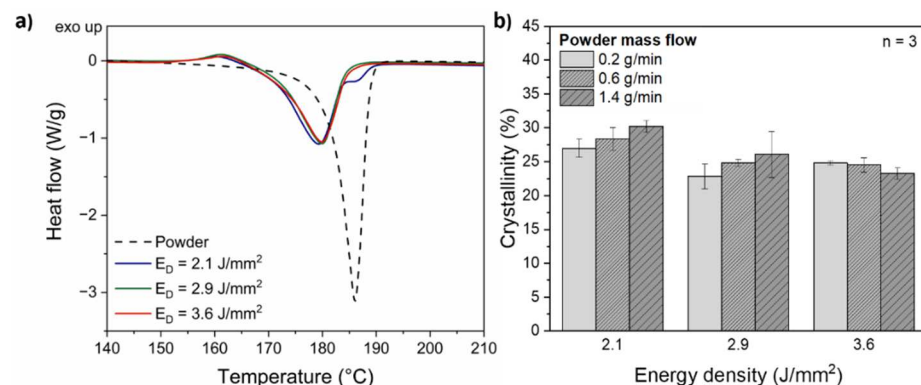 a)
exo up
0
−1
−2
−3
Heat flow (W/g)
Powder
E_D = 2.1 J/mm²
E_D = 2.9 J/mm²
E_D = 3.6 J/mm²
140 150 160 170 180 190 200 210
Temperature (°C)
b)
Powder mass flow
0.2 g/min
0.6 g/min
1.4 g/min
n = 3
45
40
35
30
25
20
15
10
5
0
Crystallinity (%)
2.1 2.9 3.6
Energy density (J/mm²)